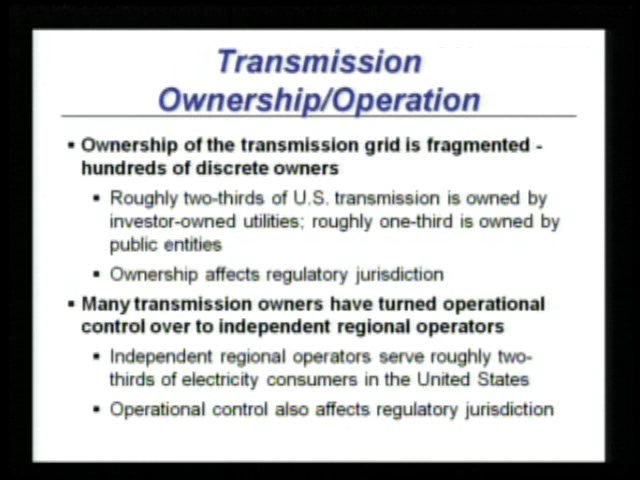 Transmission
Ownership/Operation
▪ Ownership of the transmission grid is fragmented -
hundreds of discrete owners
▪ Roughly two-thirds of U.S. transmission is owned by
investor-owned utilities; roughly one-third is owned by
public entities
▪ Ownership affects regulatory jurisdiction
▪ Many transmission owners have turned operational
control over to independent regional operators
▪ Independent regional operators serve roughly two-
thirds of electricity consumers in the United States
▪ Operational control also affects regulatory jurisdiction